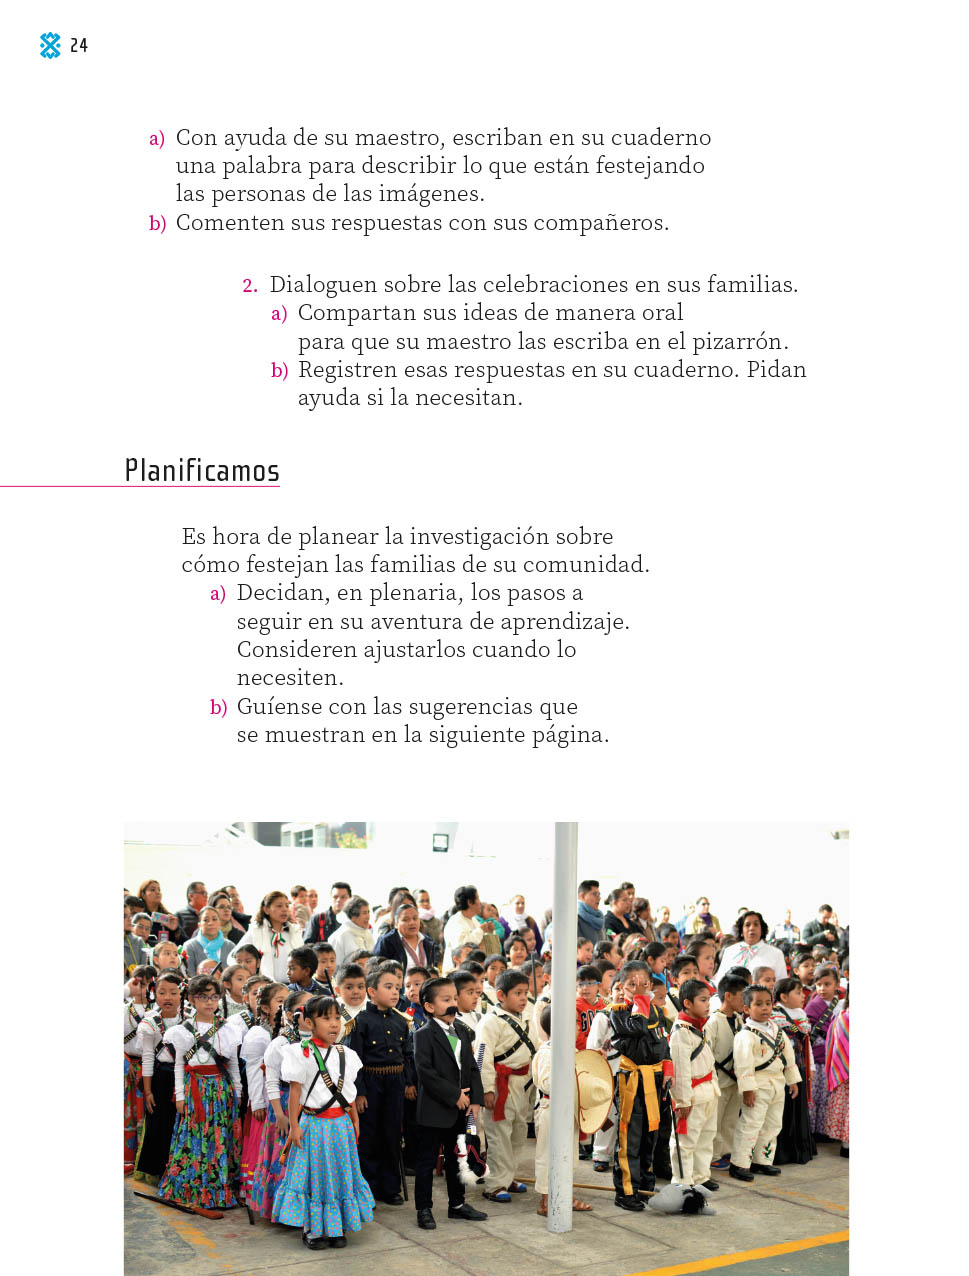 24
a) Con ayuda de su maestro, escriban en su cuaderno
una palabra para describir lo que están festejando
las personas de las imágenes.
b) Comenten sus respuestas con sus compañeros.
2. Dialoguen sobre las celebraciones en sus familias.
a) Compartan sus ideas de manera oral
para que su maestro las escriba en el pizarrón.
b) Registren esas respuestas en su cuaderno. Pidan
ayuda si la necesitan.
Planificamos
Es hora de planear la investigación sobre
cómo festejan las familias de su comunidad.
a) Decidan, en plenaria, los pasos a
seguir en su aventura de aprendizaje.
Consideren ajustarlos cuando lo
necesiten.
b) Guíense con las sugerencias que
se muestran en la siguiente página.